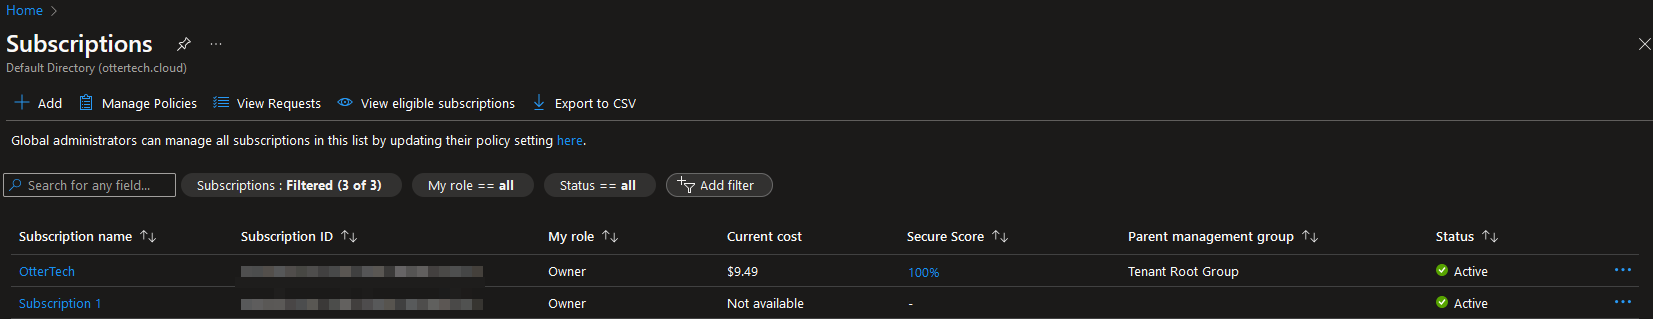 Home >
Subscriptions ...
Default Directory (ottertech.cloud)
+ Add Manage Policies View Requests View eligible subscriptions Export to CSV
Global administrators can manage all subscriptions in this list by updating their policy setting here.
Search for any field... Subscriptions : Filtered (3 of 3) My role == all Status == all Add filter
Subscription name ↑↓ Subscription ID ↑↓ My role ↑↓ Current cost Secure Score ↑↓ Parent management group ↑↓ Status ↑↓
OtterTech Owner $9.49 100% Tenant Root Group Active ...
Subscription 1 Owner Not available - Active ...